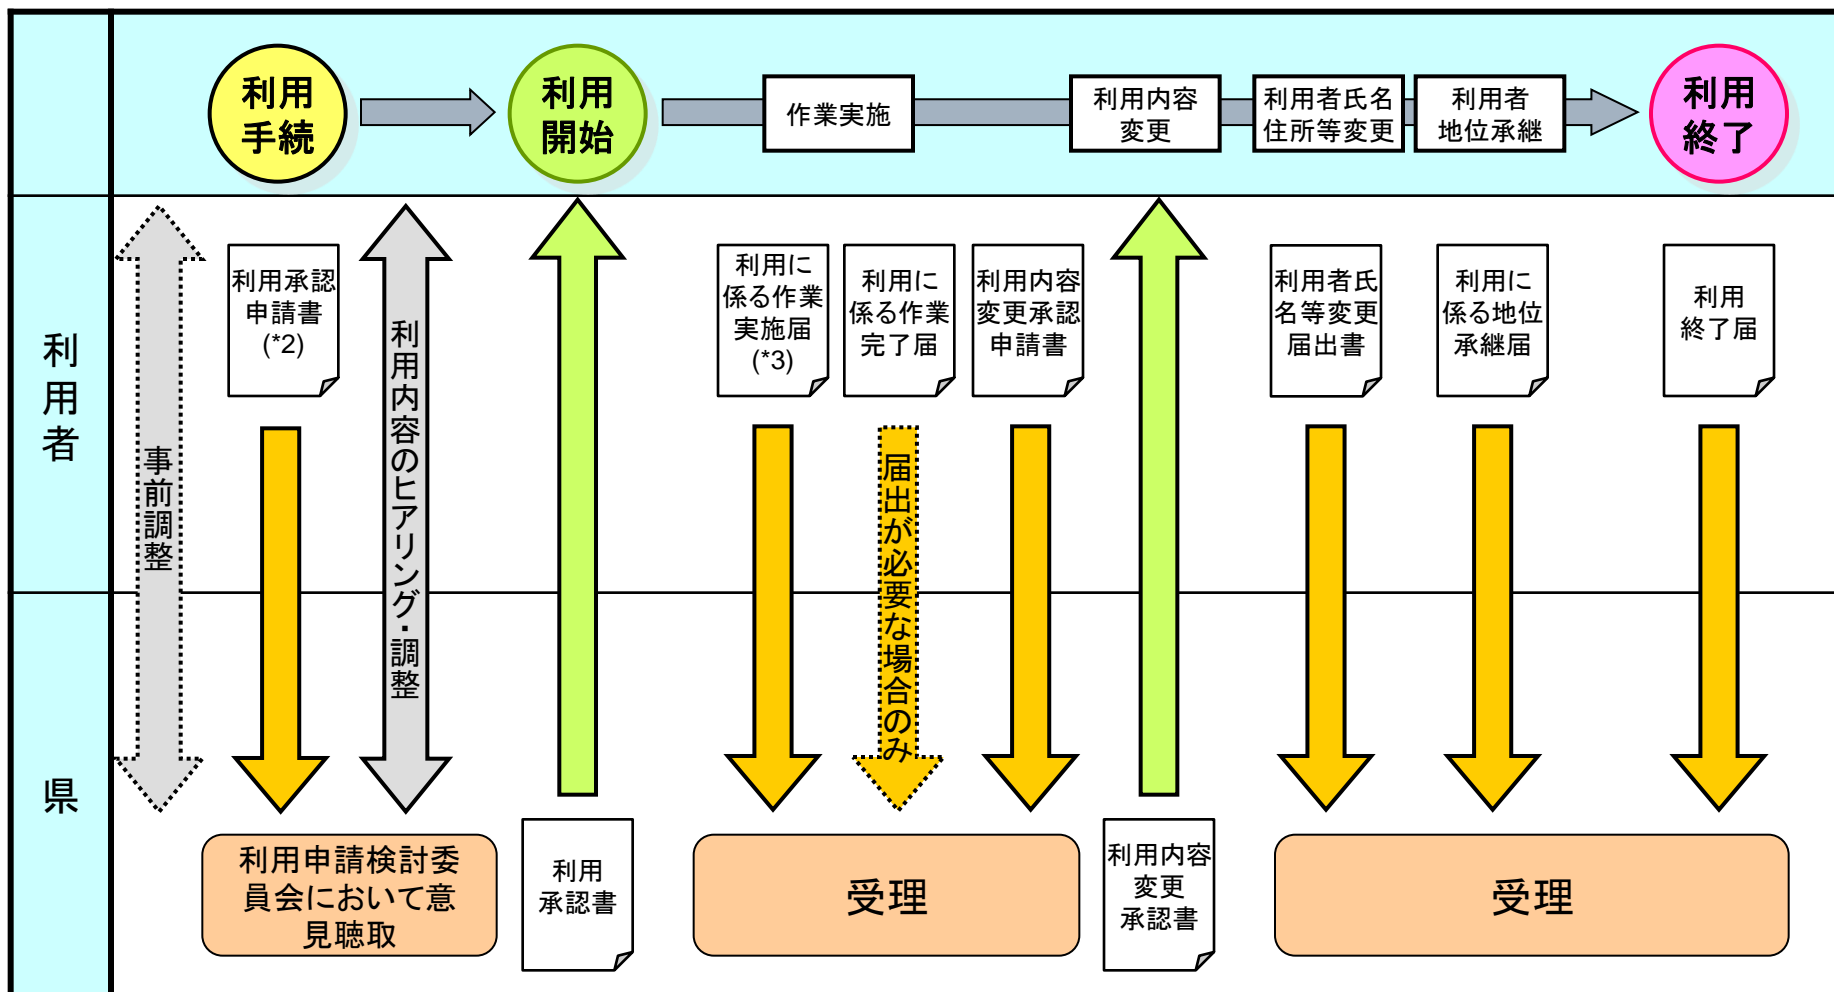 利用
手続
利用
開始
作業実施
利用内容
変更
利用者氏名
住所等変更
利用者
地位承継
利用
終了
利用者
事前調整
利用承認
申請書
(*2)
利用内容のヒアリング・調整
利用に
係る作業
実施届
(*3)
利用に
係る作業
完了届
利用内容
変更承認
申請書
利用者氏
名等変更
届出書
利用に
係る地位
承継届
利用
終了届
届出が必要な場合のみ
県
利用申請検討委
員会において意
見聴取
利用
承認書
受理
利用内容
変更
承認書
受理